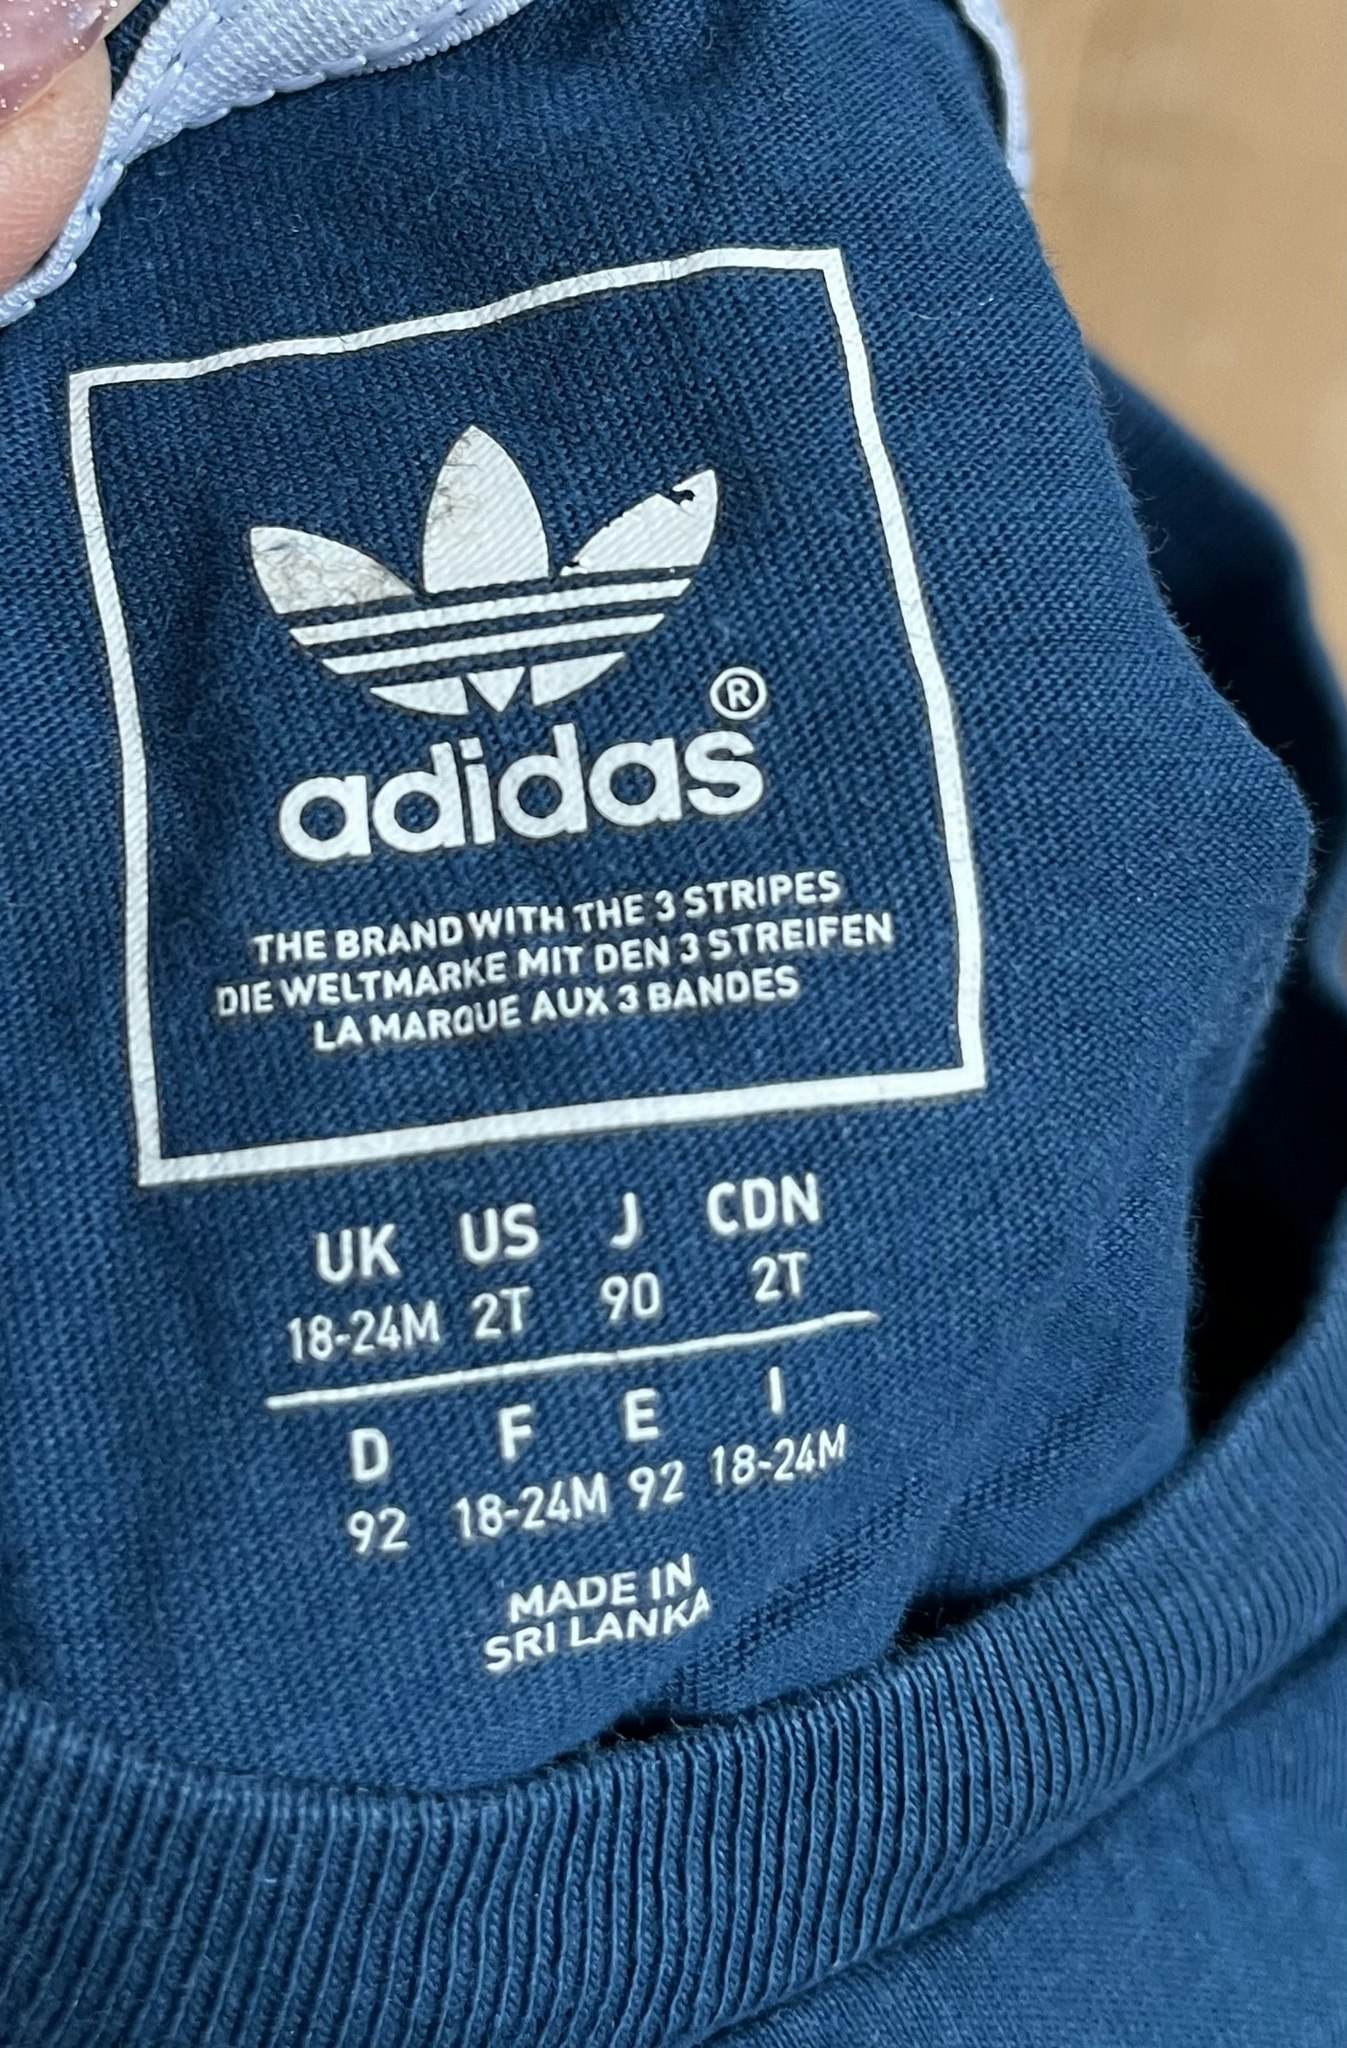 adidas®
THE BRAND WITH THE 3 STRIPES
DIE WELTMARKE MIT DEN 3 STREIFEN
LA MARQUE AUX 3 BANDES
UK US J CDN
18-24M 2T 90 2T
D F E I
92 18-24M 92 18-24M
MADE IN
SRI LANKA